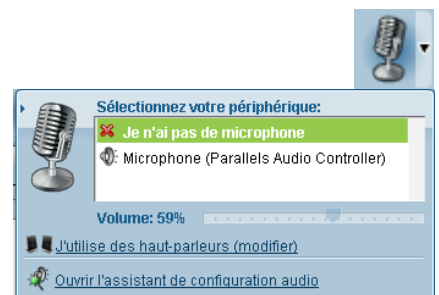 Sélectionnez votre périphérique:
Je n'ai pas de microphone
Microphone (Parallels Audio Controller)
Volume: 59%
J'utilise des haut-parleurs (modifier)
Ouvrir l'assistant de configuration audio